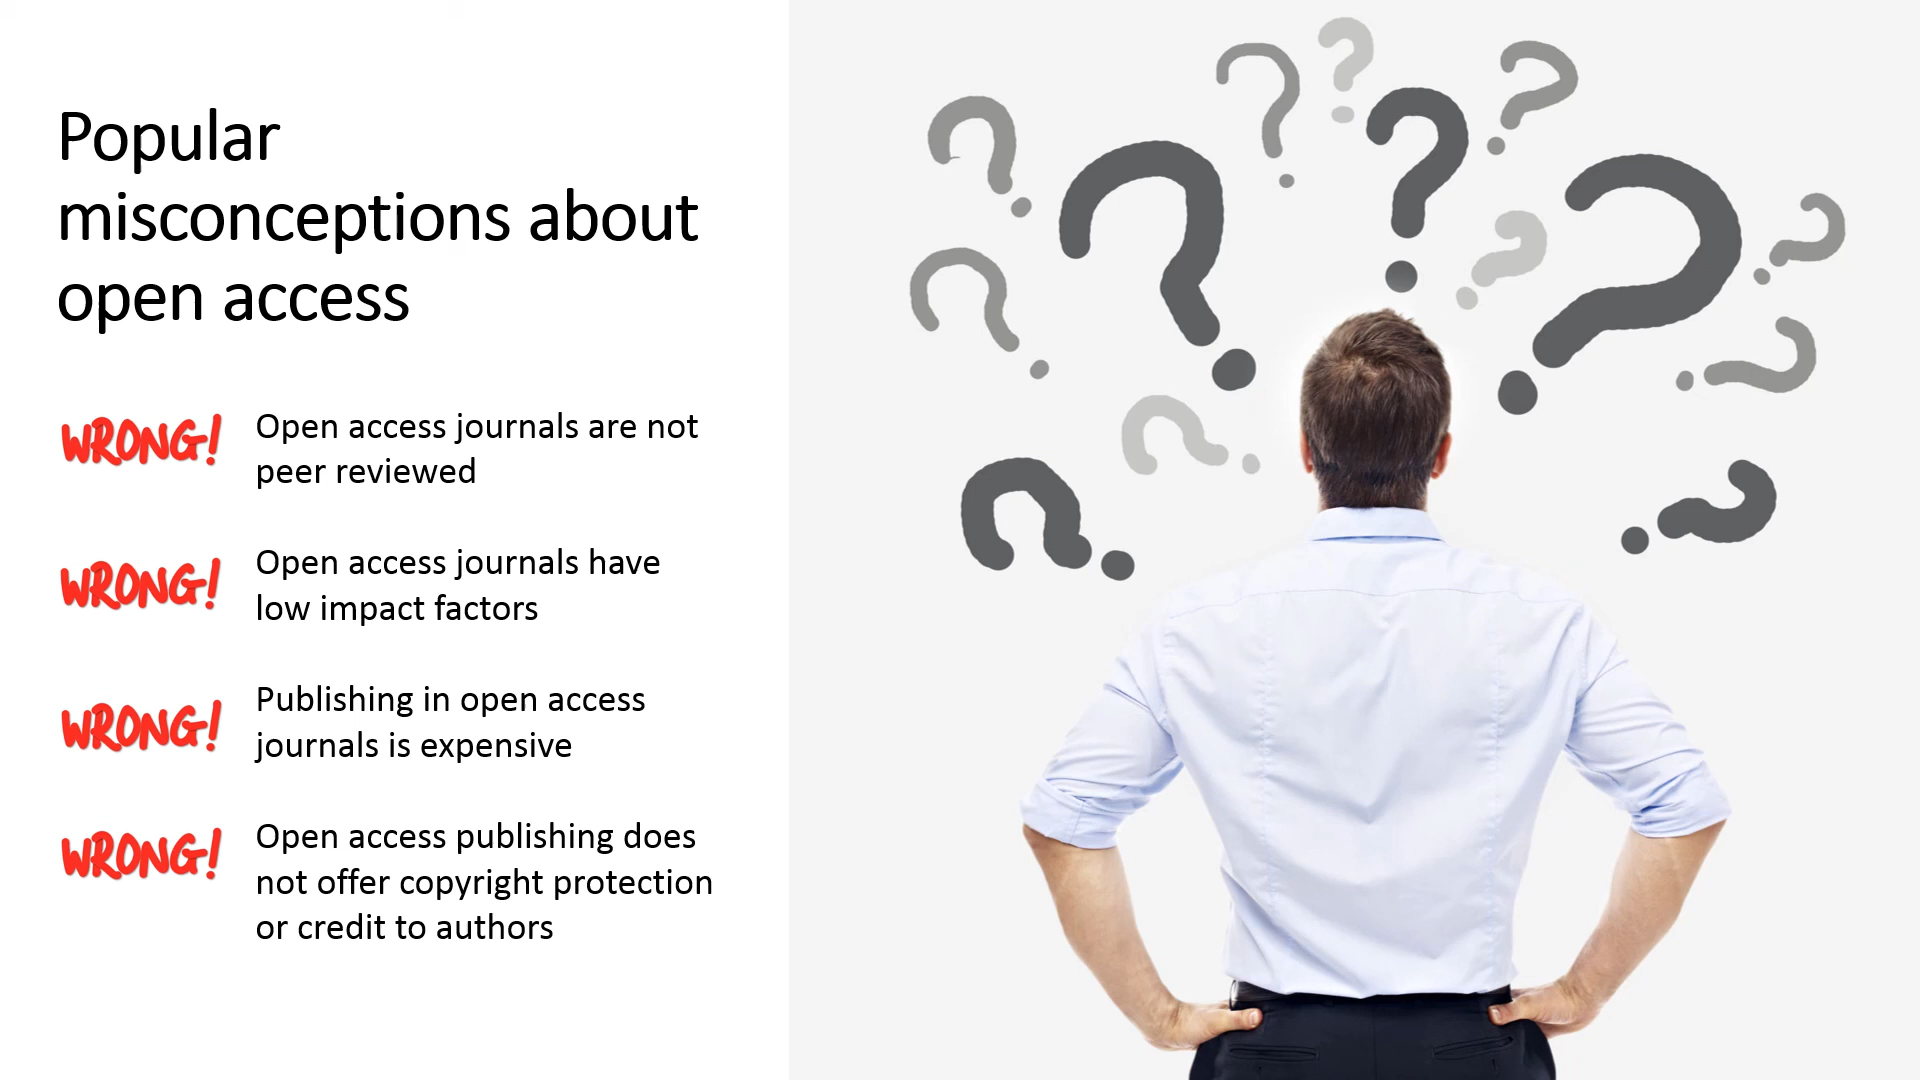 Popular
misconceptions about
open access
WRONG!
Open access journals are not
peer reviewed
WRONG!
Open access journals have
low impact factors
WRONG!
Publishing in open access
journals is expensive
WRONG!
Open access publishing does
not offer copyright protection
or credit to authors